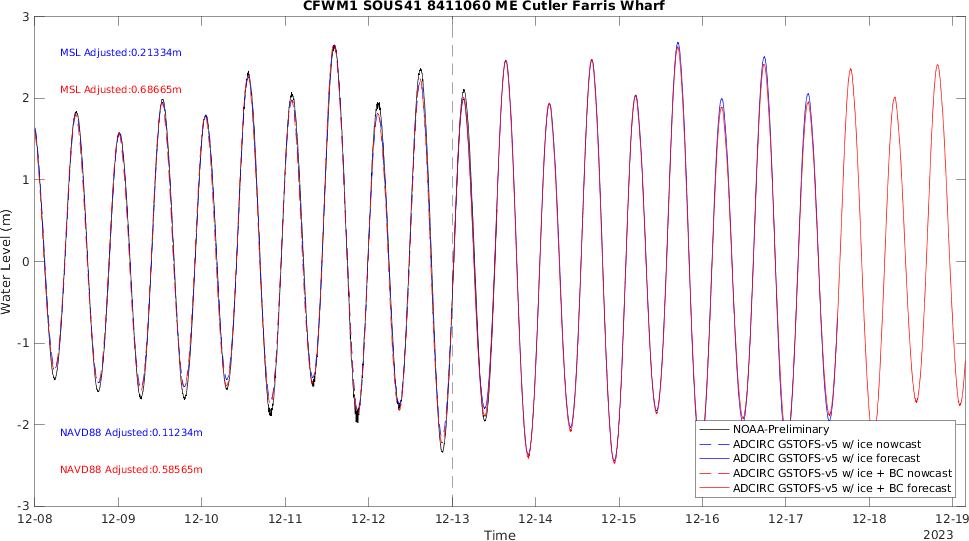 CFWM1 SOUS41 8411060 ME Cutler Farris Wharf
3
2
1
0
-1
-2
-3
Water Level (m)
MSL Adjusted:0.21334m
MSL Adjusted:0.68665m
NAVD88 Adjusted:0.11234m
NAVD88 Adjusted:0.58565m
NOAA-Preliminary
ADCIRC GSTOFS-v5 w/ ice nowcast
ADCIRC GSTOFS-v5 w/ ice forecast
ADCIRC GSTOFS-v5 w/ ice + BC nowcast
ADCIRC GSTOFS-v5 w/ ice + BC forecast
12-08 12-09 12-10 12-11 12-12 12-13 12-14 12-15 12-16 12-17 12-18 12-19
Time
2023